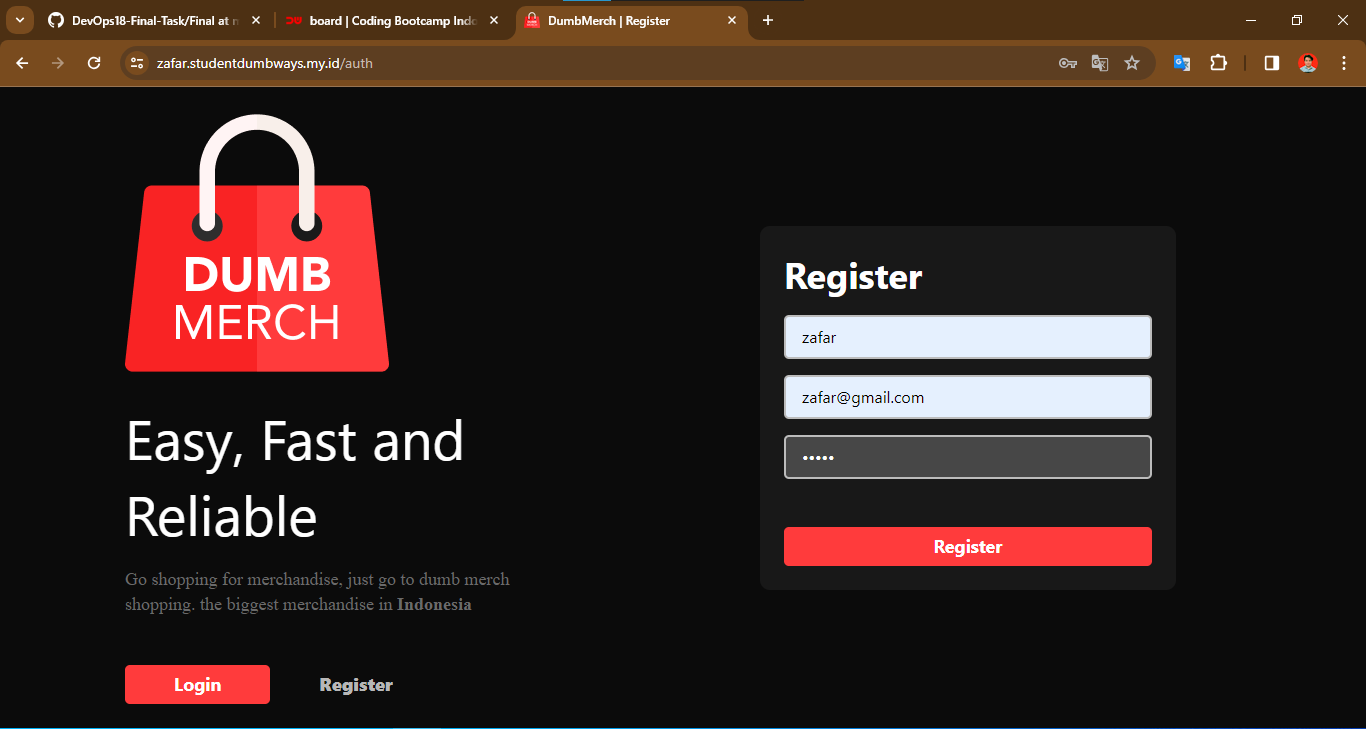 DevOps18-Final-Task/Final at m
board | Coding Bootcamp Indo
DumbMerch | Register
zafar.studentdumbways.my.id/auth
DUMB
MERCH
Easy, Fast and
Reliable
Go shopping for merchandise, just go to dumb merch
shopping. the biggest merchandise in Indonesia
Login
Register
Register
zafar
zafar@gmail.com
•••••
Register